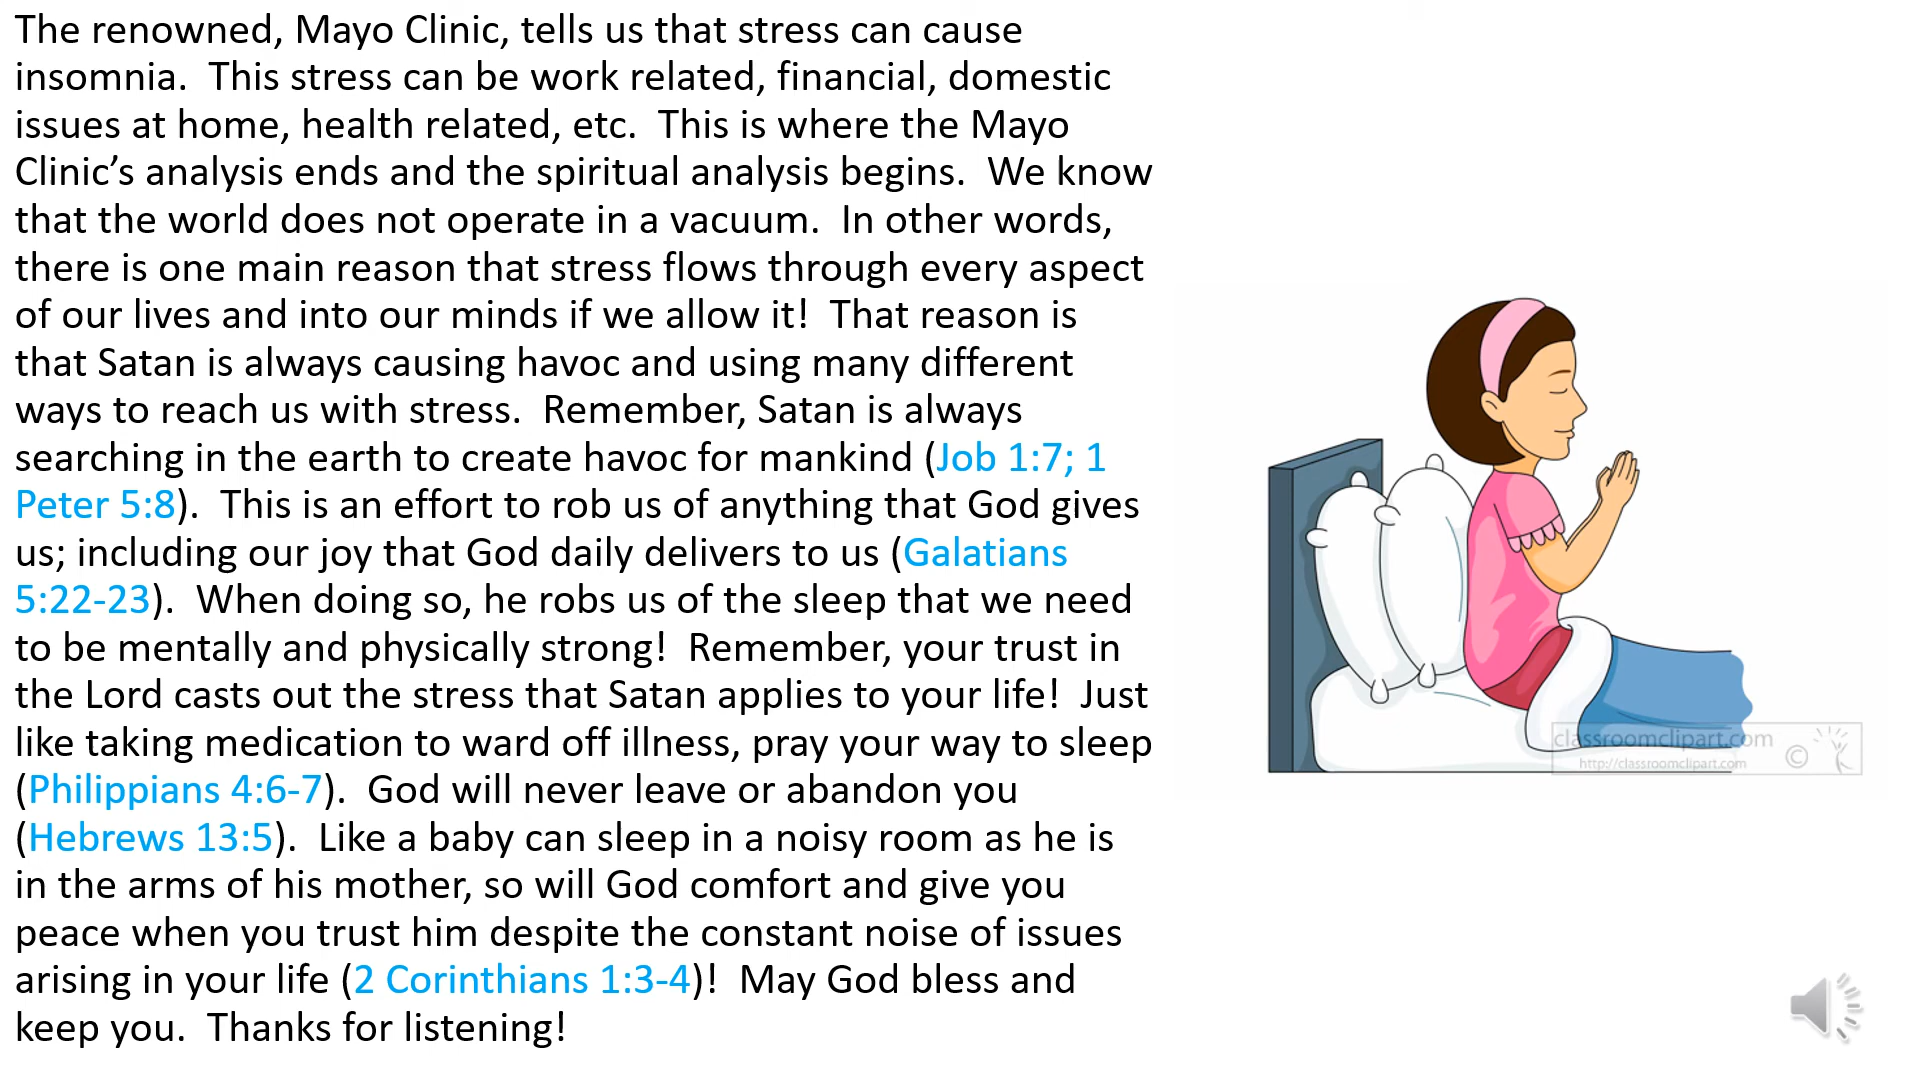 The renowned, Mayo Clinic, tells us that stress can cause
insomnia.  This stress can be work related, financial, domestic
issues at home, health related, etc.  This is where the Mayo
Clinic’s analysis ends and the spiritual analysis begins.  We know
that the world does not operate in a vacuum.  In other words,
there is one main reason that stress flows through every aspect
of our lives and into our minds if we allow it!  That reason is
that Satan is always causing havoc and using many different
ways to reach us with stress.  Remember, Satan is always
searching in the earth to create havoc for mankind (Job 1:7; 1
Peter 5:8).  This is an effort to rob us of anything that God gives
us; including our joy that God daily delivers to us (Galatians
5:22-23).  When doing so, he robs us of the sleep that we need
to be mentally and physically strong!  Remember, your trust in
the Lord casts out the stress that Satan applies to your life!  Just
like taking medication to ward off illness, pray your way to sleep
(Philippians 4:6-7).  God will never leave or abandon you
(Hebrews 13:5).  Like a baby can sleep in a noisy room as he is
in the arms of his mother, so will God comfort and give you
peace when you trust him despite the constant noise of issues
arising in your life (2 Corinthians 1:3-4)!  May God bless and
keep you.  Thanks for listening!
classroomclipart.com
http://classroomclipart.com ©